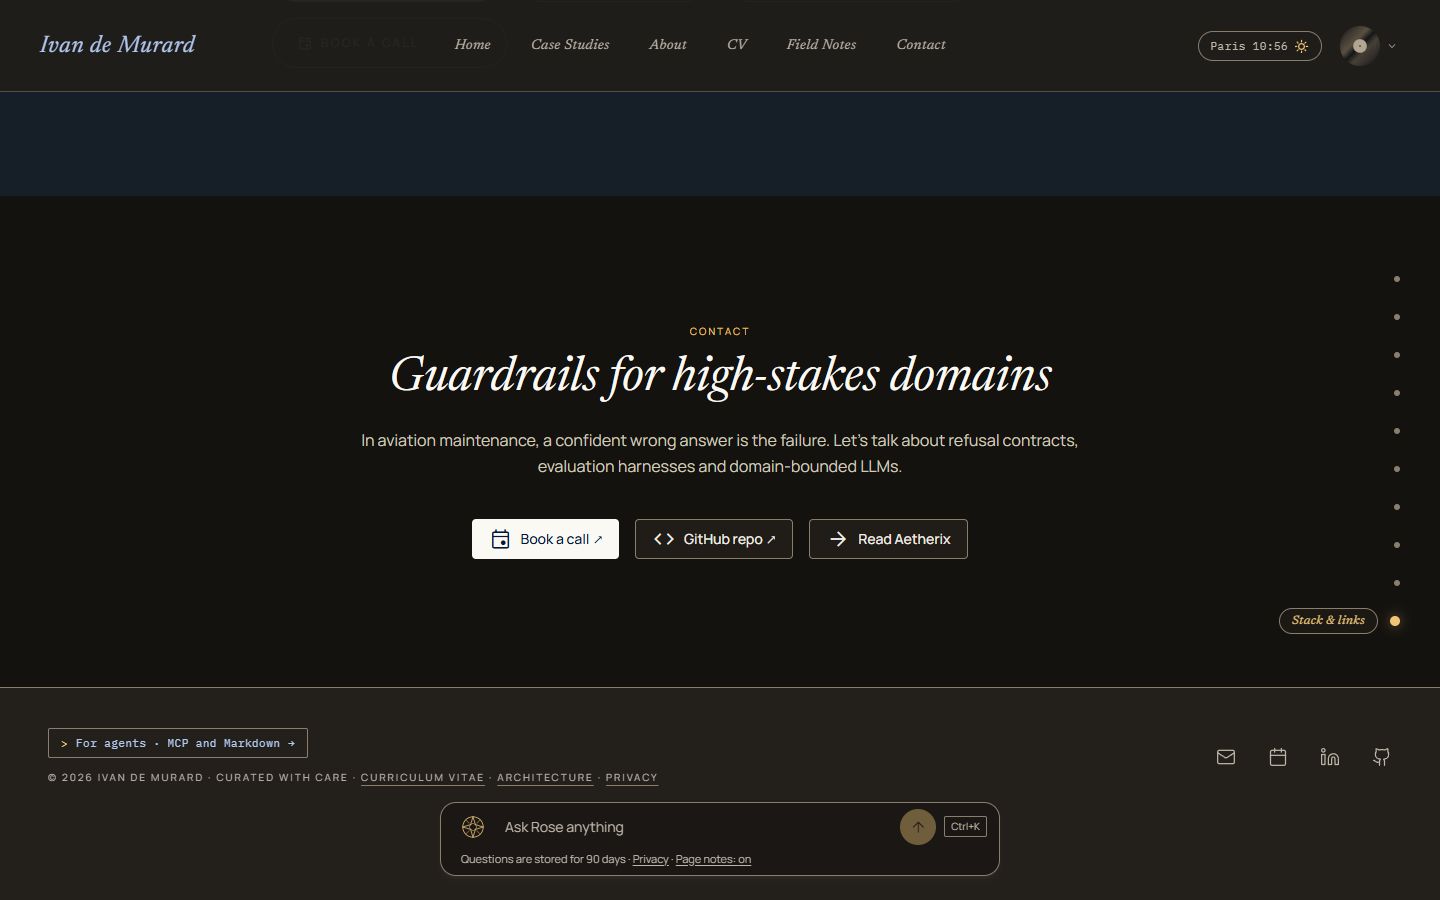 Ivan de Murard
BOOK A CALL
Home
Case Studies
About
CV
Field Notes
Contact
Paris 10:56
CONTACT
Guardrails for high-stakes domains
In aviation maintenance, a confident wrong answer is the failure. Let's talk about refusal contracts,
evaluation harnesses and domain-bounded LLMs.
Book a call ↗
GitHub repo ↗
Read Aetherix
Stack & links
> For agents · MCP and Markdown →
© 2026 IVAN DE MURARD · CURATED WITH CARE · CURRICULUM VITAE · ARCHITECTURE · PRIVACY
Ask Rose anything
Ctrl+K
Questions are stored for 90 days · Privacy · Page notes: on